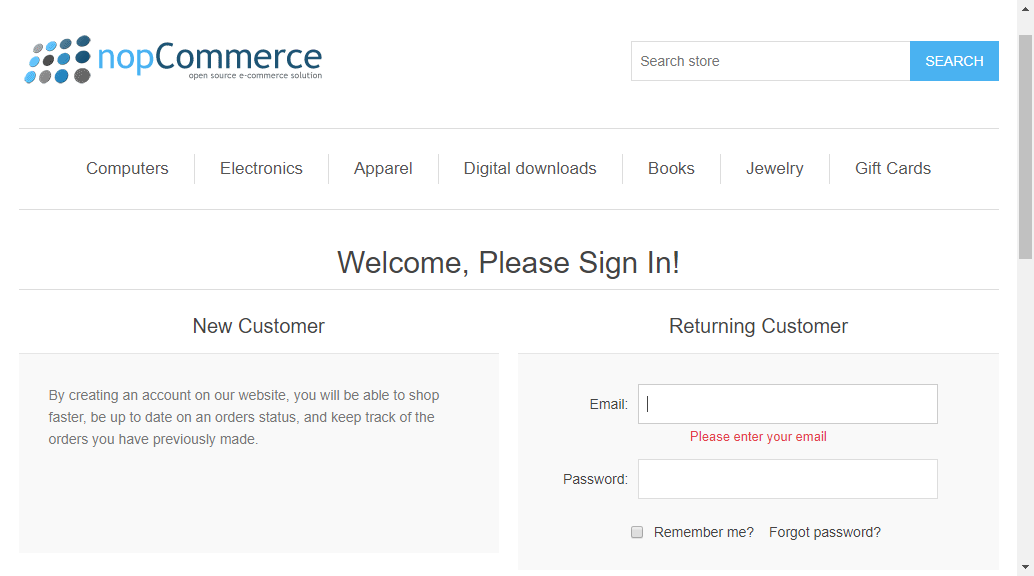 nopCommerce
open source e-commerce solution
Search store
SEARCH
Computers
Electronics
Apparel
Digital downloads
Books
Jewelry
Gift Cards
Welcome, Please Sign In!
New Customer
By creating an account on our website, you will be able to shop
faster, be up to date on an orders status, and keep track of the
orders you have previously made.
Returning Customer
Email:
Please enter your email
Password:
Remember me? Forgot password?